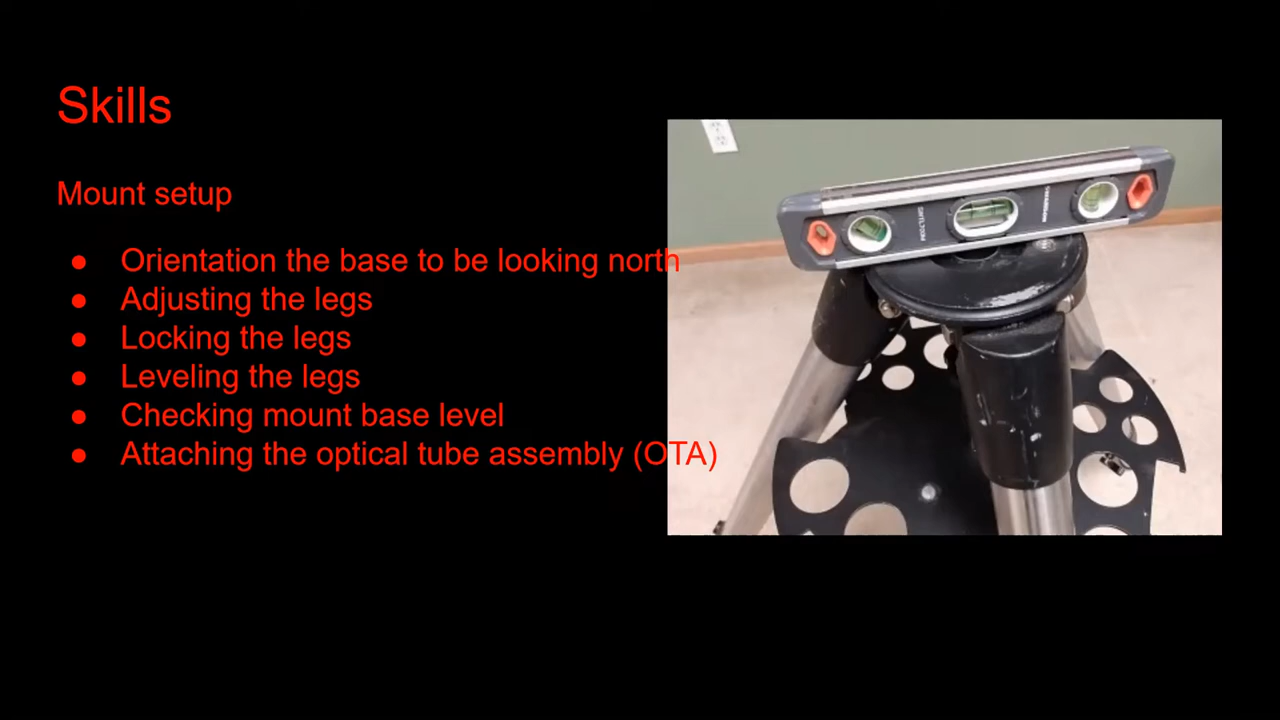 Skills
Mount setup
● Orientation the base to be looking north
● Adjusting the legs
● Locking the legs
● Leveling the legs
● Checking mount base level
● Attaching the optical tube assembly (OTA)